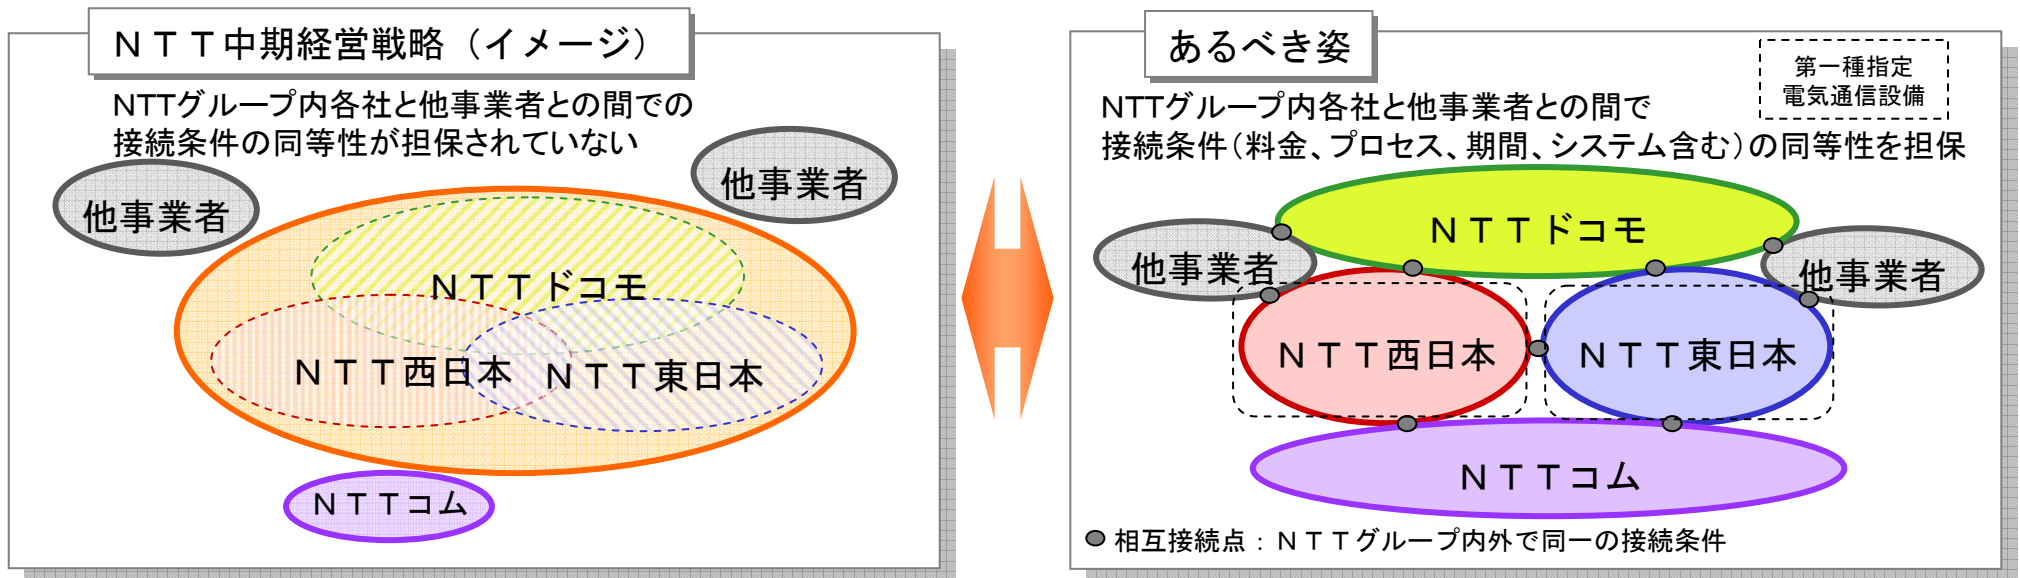 ＮＴＴ中期経営戦略（イメージ）
NTTグループ内各社と他事業者との間での
接続条件の同等性が担保されていない
他事業者
他事業者
ＮＴＴドコモ
ＮＴＴ西日本
ＮＴＴ東日本
ＮＴＴコム
あるべき姿
第一種指定
電気通信設備
NTTグループ内各社と他事業者との間で
接続条件（料金、プロセス、期間、システム含む）の同等性を担保
ＮＴＴドコモ
他事業者
他事業者
ＮＴＴ西日本
ＮＴＴ東日本
ＮＴＴコム
相互接続点：ＮＴＴグループ内外で同一の接続条件